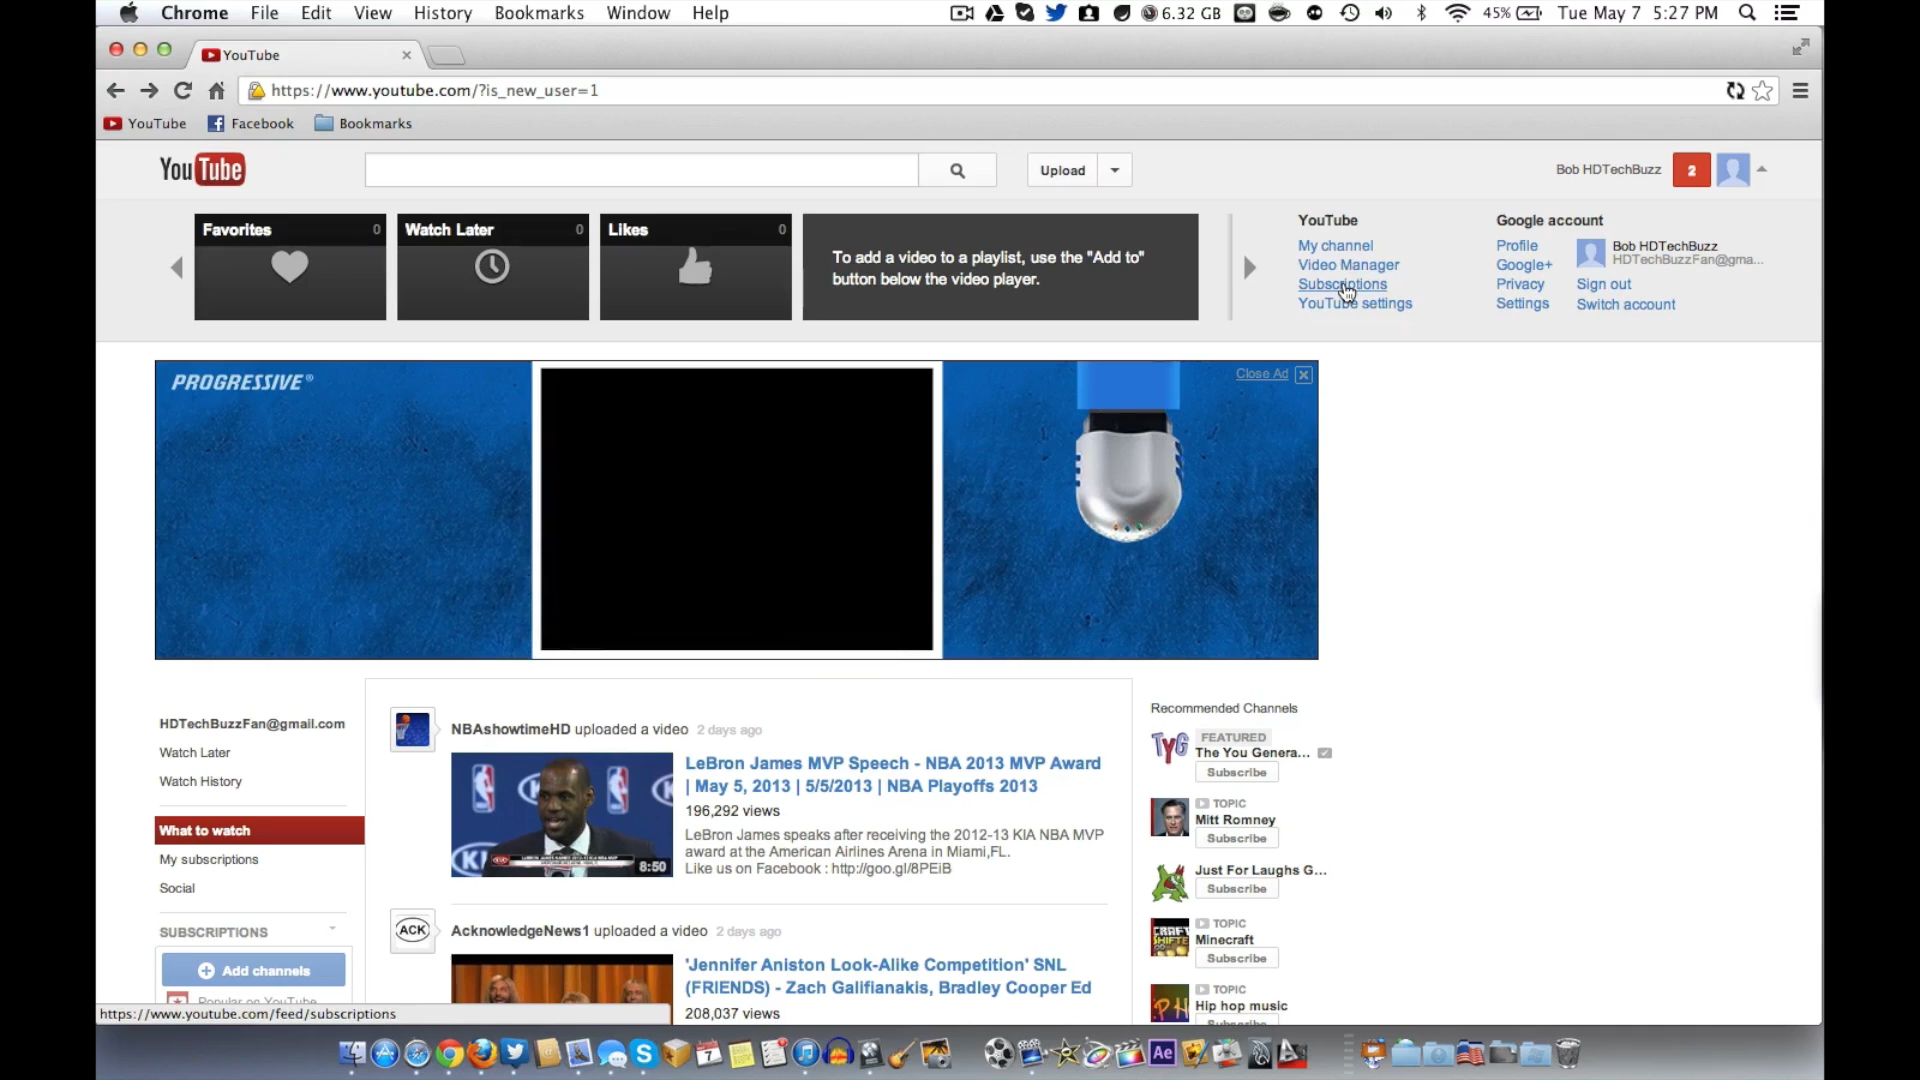 Chrome File Edit View History Bookmarks Window Help 6.32 GB 45% Tue May 7 5:27 PM
YouTube
https://www.youtube.com/?is_new_user=1
YouTube Facebook Bookmarks
YouTube Upload Bob HDTechBuzz 2
Favorites 0 Watch Later 0 Likes 0
To add a video to a playlist, use the "Add to"
button below the video player.
YouTube
My channel
Video Manager
Subscriptions
YouTube settings
Google account
Profile
Google+
Privacy
Settings
Bob HDTechBuzz
HDTechBuzzFan@gma...
Sign out
Switch account
PROGRESSIVE®
Close Ad
HDTechBuzzFan@gmail.com
Watch Later
Watch History
What to watch
My subscriptions
Social
SUBSCRIPTIONS
Add channels
Popular on YouTube
NBAshowtimeHD uploaded a video 2 days ago
LeBron James MVP Speech - NBA 2013 MVP Award
| May 5, 2013 | 5/5/2013 | NBA Playoffs 2013
196,292 views
LeBron James speaks after receiving the 2012-13 KIA NBA MVP
award at the American Airlines Arena in Miami,FL.
Like us on Facebook : http://goo.gl/8PEiB
8:50
ACK
AcknowledgeNews1 uploaded a video 2 days ago
'Jennifer Aniston Look-Alike Competition' SNL
(FRIENDS) - Zach Galifianakis, Bradley Cooper Ed
208,037 views
Recommended Channels
TYG
FEATURED
The You Genera...
Subscribe
TOPIC
Mitt Romney
Subscribe
Just For Laughs G...
Subscribe
TOPIC
Minecraft
Subscribe
TOPIC
Hip hop music
Subscribe
https://www.youtube.com/feed/subscriptions
7
Ae